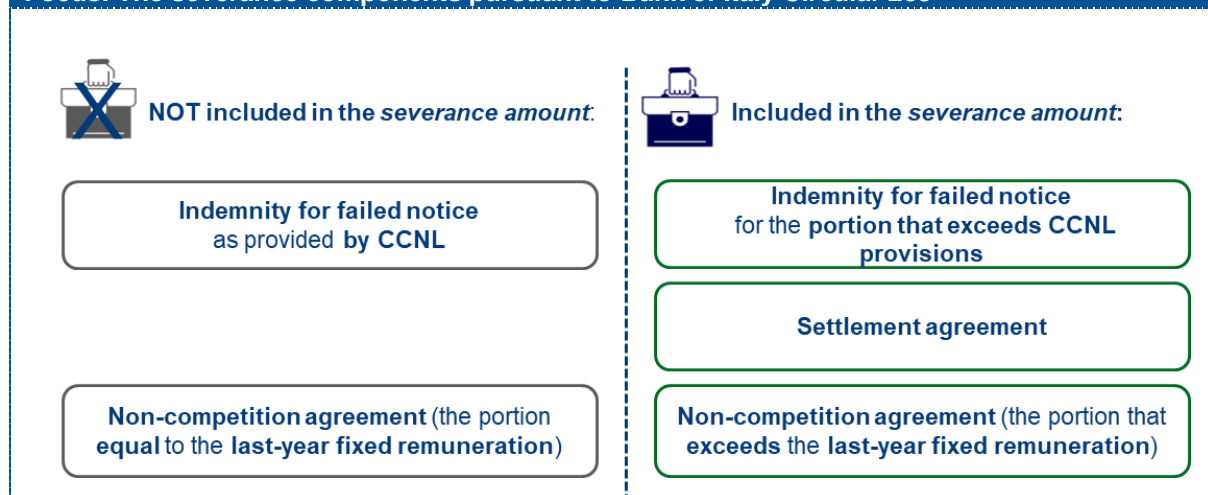 NOT included in the severance amount:
Included in the severance amount:
Indemnity for failed notice
as provided by CCNL
Indemnity for failed notice
for the portion that exceeds CCNL
provisions
Settlement agreement
Non-competition agreement (the portion
equal to the last-year fixed remuneration)
Non-competition agreement (the portion that
exceeds the last-year fixed remuneration)